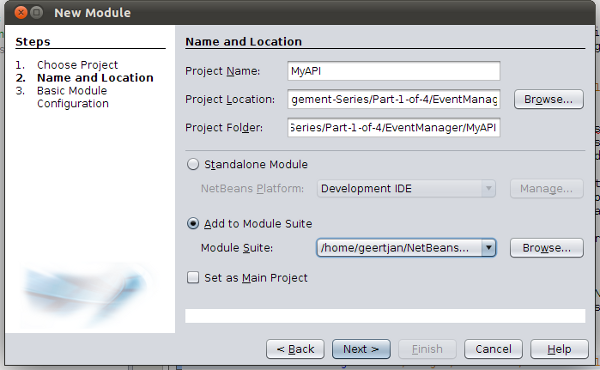 New Module
Steps
1. Choose Project
2. Name and Location
3. Basic Module
Configuration
Name and Location
Project Name: MyAPI
Project Location: gement-Series/Part-1-of-4/EventManag Browse...
Project Folder: Series/Part-1-of-4/EventManager/MyAPI
Standalone Module
NetBeans Platform: Development IDE Manage...
Add to Module Suite
Module Suite: /home/geertjan/NetBeans... Browse...
Set as Main Project
< Back Next > Finish Cancel Help